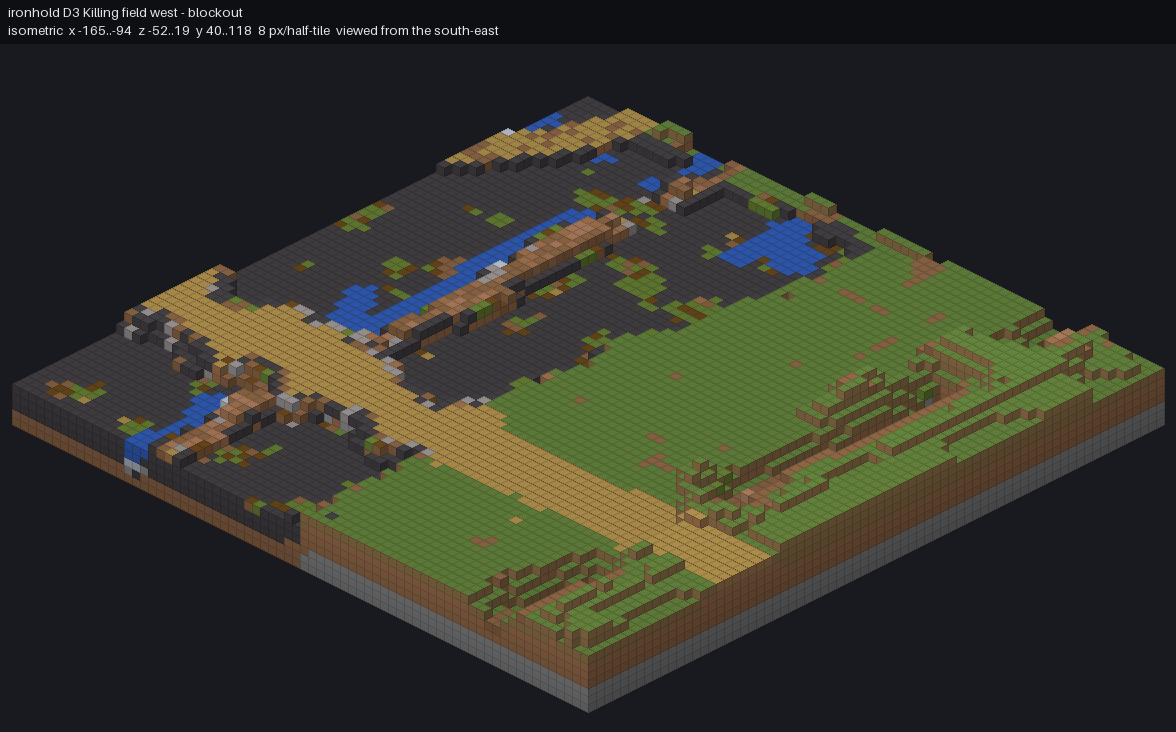 ironhold D3 Killing field west - blockout
isometric x -165..-94 z -52..19 y 40..118 8 px/half-tile viewed from the south-east